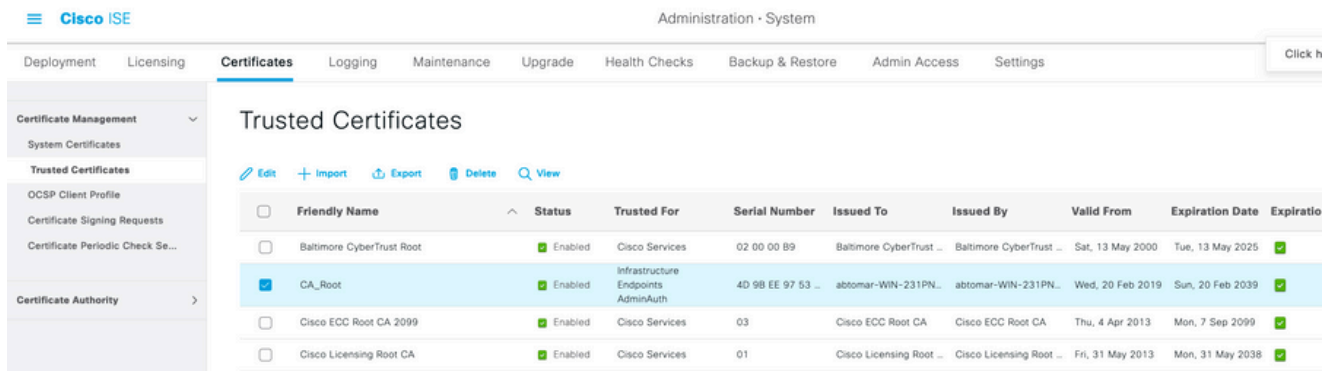 Cisco ISE
Administration · System
Click h
Deployment Licensing Certificates Logging Maintenance Upgrade Health Checks Backup & Restore Admin Access Settings
Certificate Management
System Certificates
Trusted Certificates
OCSP Client Profile
Certificate Signing Requests
Certificate Periodic Check Se...
Certificate Authority
Trusted Certificates
Edit Import Export Delete View
Friendly Name Status Trusted For Serial Number Issued To Issued By Valid From Expiration Date Expiratio
Baltimore CyberTrust Root Enabled Cisco Services 02 00 00 B9 Baltimore CyberTrust ... Baltimore CyberTrust ... Sat, 13 May 2000 Tue, 13 May 2025
Infrastructure
CA_Root Enabled Endpoints 4D 9B EE 97 53 ... abtomar-WIN-231PN... abtomar-WIN-231PN... Wed, 20 Feb 2019 Sun, 20 Feb 2039
AdminAuth
Cisco ECC Root CA 2099 Enabled Cisco Services 03 Cisco ECC Root CA Cisco ECC Root CA Thu, 4 Apr 2013 Mon, 7 Sep 2099
Cisco Licensing Root CA Enabled Cisco Services 01 Cisco Licensing Root ... Cisco Licensing Root ... Fri, 31 May 2013 Mon, 31 May 2038